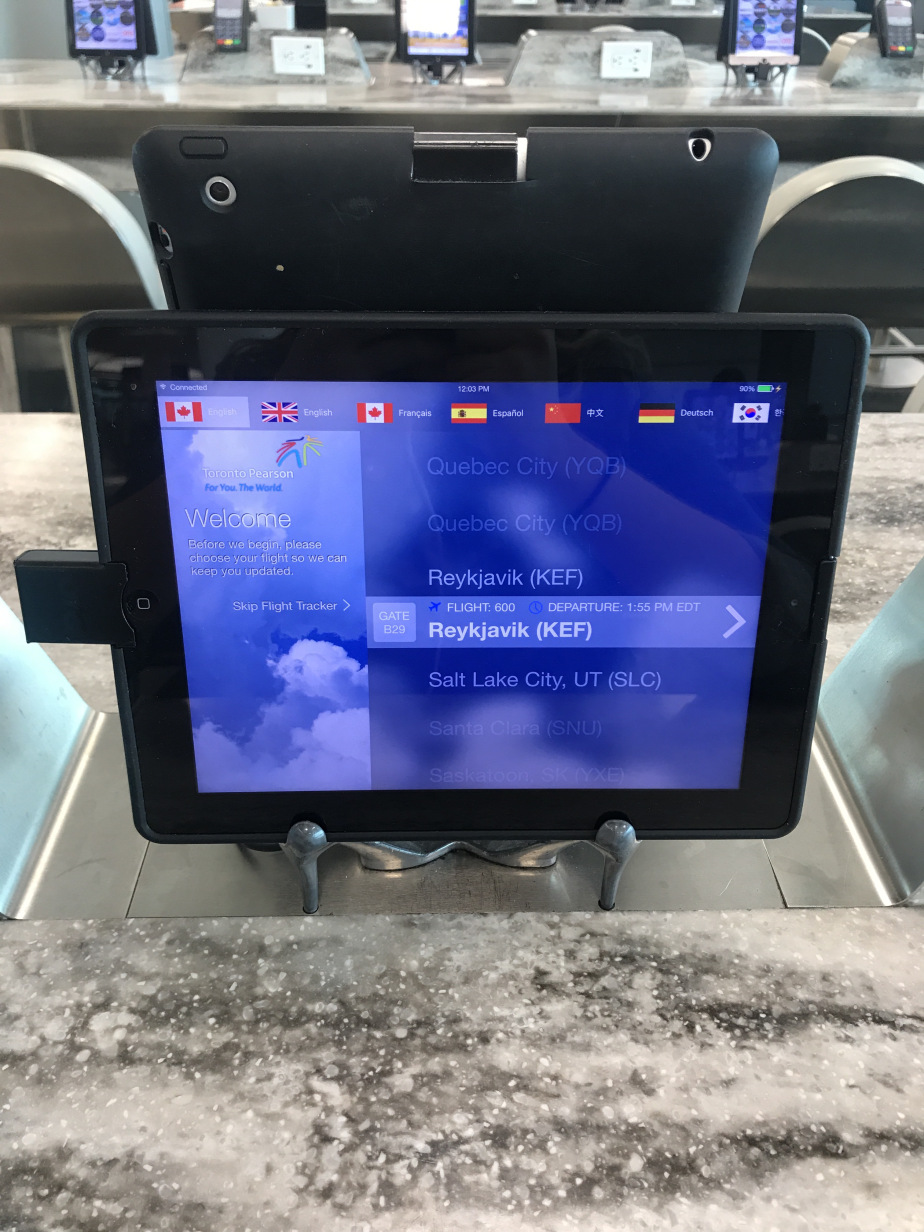 Connected
12:03 PM
90%
English
English
Français
Español
中文
Deutsch
Toronto Pearson
For You. The World.
Welcome
Before we begin, please
choose your flight so we can
keep you updated.
Skip Flight Tracker
Quebec City (YQB)
Quebec City (YQB)
Reykjavik (KEF)
GATE
B29
FLIGHT: 600 DEPARTURE: 1:55 PM EDT
Reykjavik (KEF)
Salt Lake City, UT (SLC)
Santa Clara (SNU)
Saskatoon, SK (YXE)